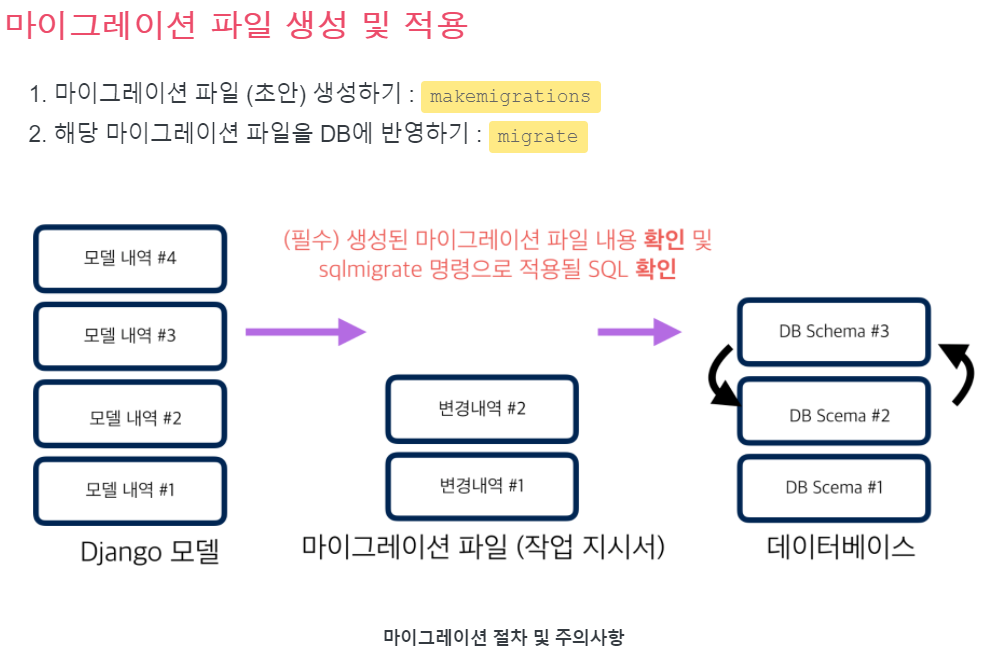 마이그레이션 파일 생성 및 적용
1. 마이그레이션 파일 (초안) 생성하기 : makemigrations
2. 해당 마이그레이션 파일을 DB에 반영하기 : migrate
(필수) 생성된 마이그레이션 파일 내용 확인 및
sqlmigrate 명령으로 적용될 SQL 확인
모델 내역 #4
모델 내역 #3
모델 내역 #2
모델 내역 #1
Django 모델
변경내역 #2
변경내역 #1
마이그레이션 파일 (작업 지시서)
DB Schema #3
DB Scema #2
DB Scema #1
데이터베이스
마이그레이션 절차 및 주의사항